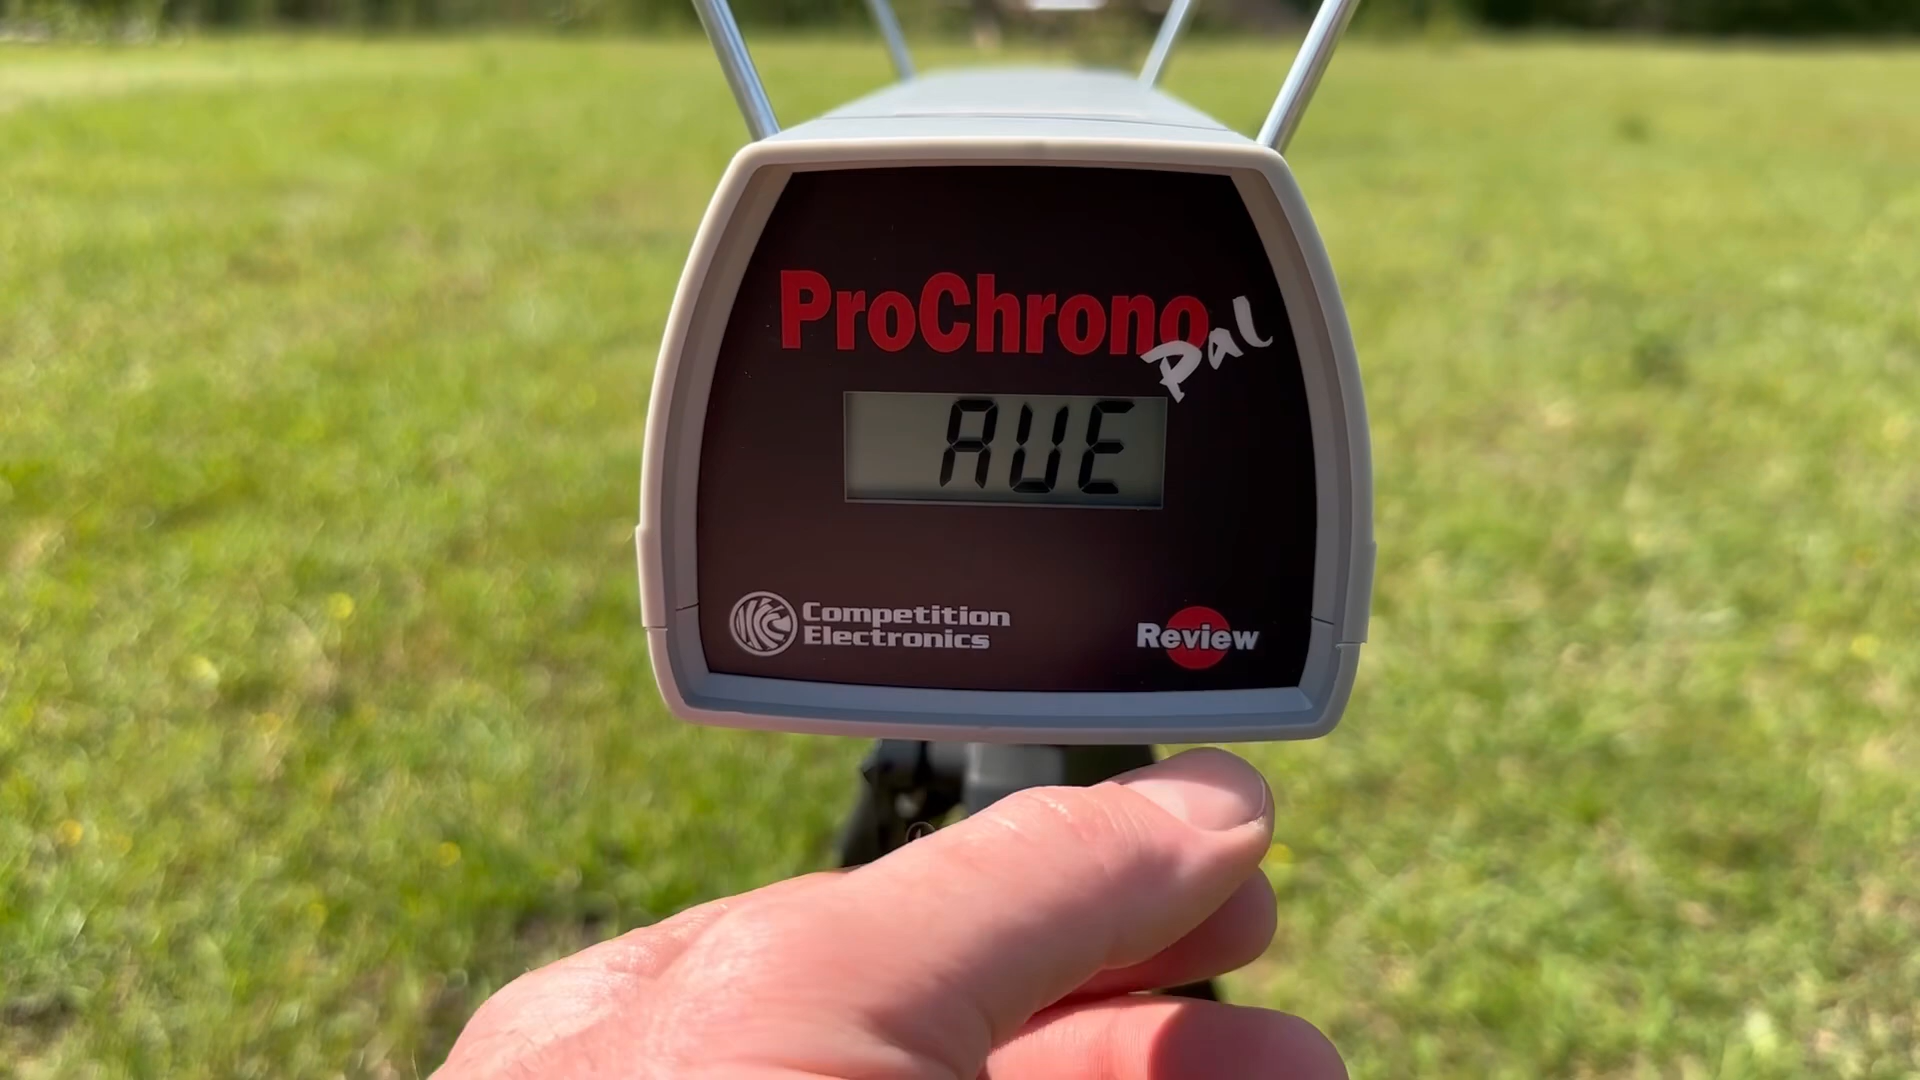 ProChrono
Pal
AVE
Competition
Electronics
Review